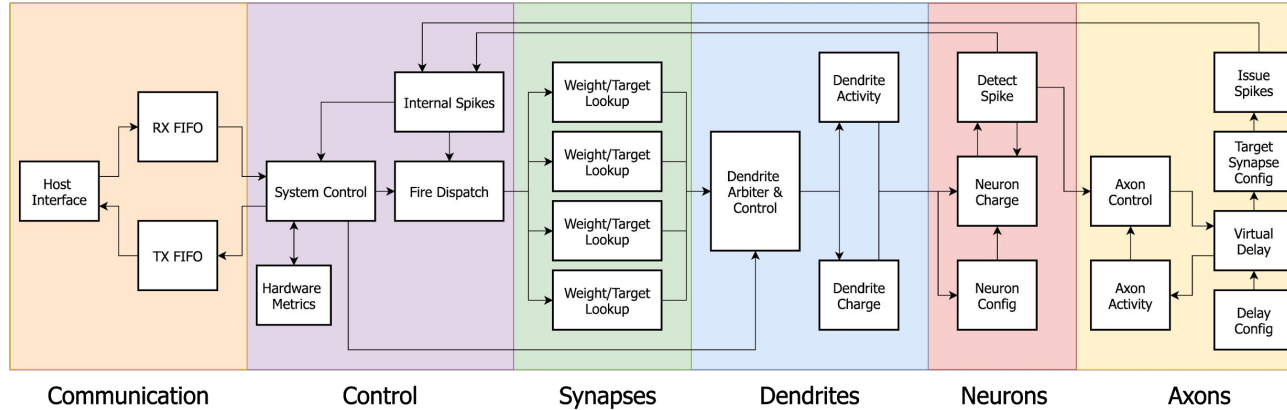 Host
Interface
RX FIFO
TX FIFO
Internal Spikes
System Control
Fire Dispatch
Hardware
Metrics
Weight/Target
Lookup
Weight/Target
Lookup
Weight/Target
Lookup
Weight/Target
Lookup
Dendrite
Arbiter &
Control
Dendrite
Activity
Dendrite
Charge
Detect
Spike
Neuron
Charge
Neuron
Config
Axon
Control
Axon
Activity
Issue
Spikes
Target
Synapse
Config
Virtual
Delay
Delay
Config
Communication
Control
Synapses
Dendrites
Neurons
Axons